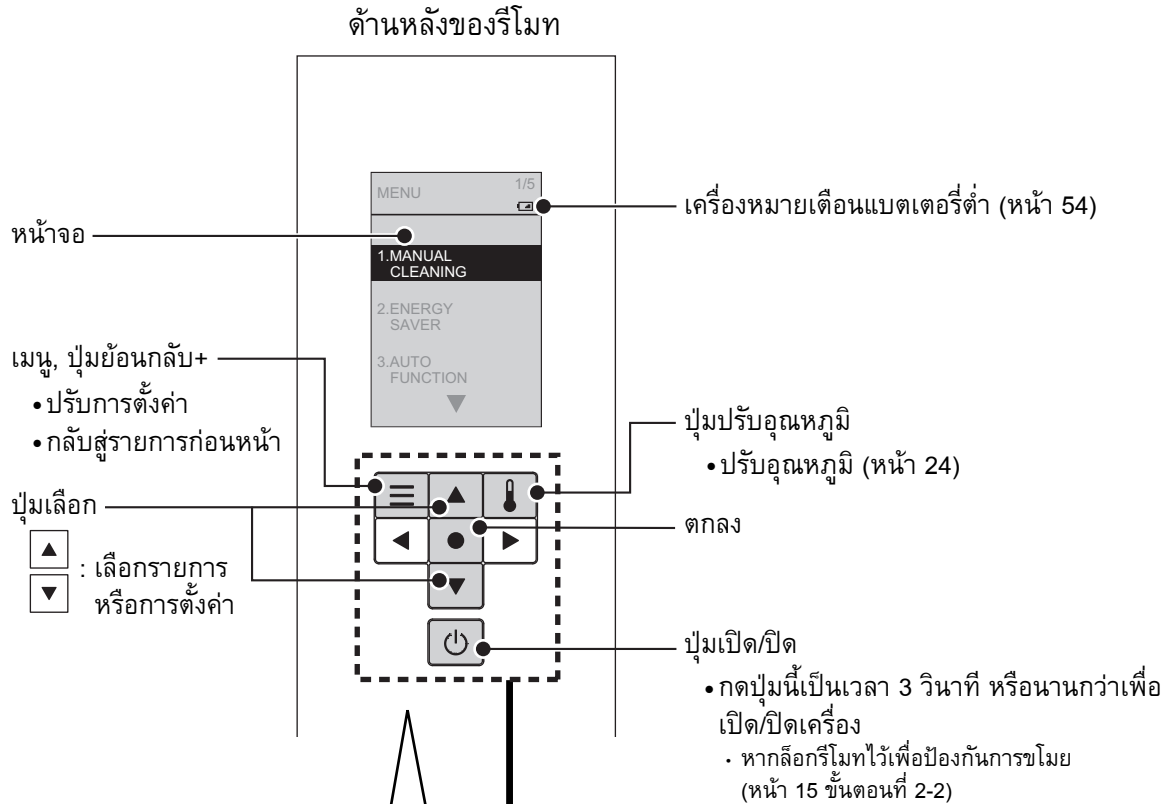 ด้านหลังของรีโมท
MENU
1/5
เครื่องหมายเตือนแบตเตอรี่ต่ำ (หน้า 54)
หน้าจอ
1.MANUAL
CLEANING
2.ENERGY
SAVER
3.AUTO
FUNCTION
เมนู, ปุ่มย้อนกลับ+
• ปรับการตั้งค่า
• กลับสู่รายการก่อนหน้า
ปุ่มปรับอุณหภูมิ
• ปรับอุณหภูมิ (หน้า 24)
ปุ่มเลือก
ตกลง
: เลือกรายการ
หรือการตั้งค่า
ปุ่มเปิด/ปิด
• กดปุ่มนี้เป็นเวลา 3 วินาที หรือนานกว่าเพื่อ
เปิด/ปิดเครื่อง
・ หากล็อกรีโมทไว้เพื่อป้องกันการขโมย
(หน้า 15 ขั้นตอนที่ 2-2)